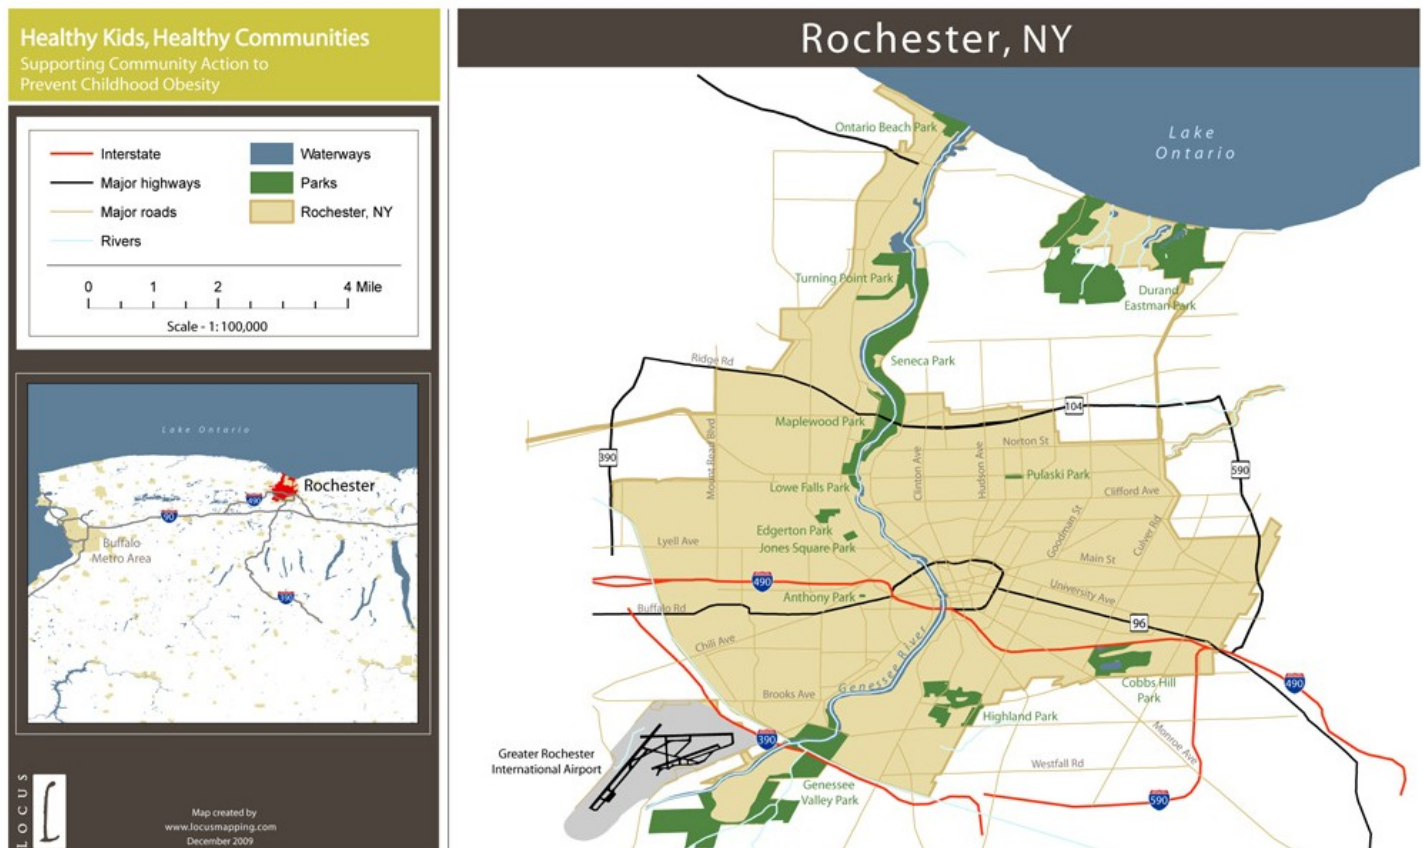 Healthy Kids, Healthy Communities
Supporting Community Action to
Prevent Childhood Obesity
Interstate
Major highways
Major roads
Rivers
Waterways
Parks
Rochester, NY
0 1 2 4 Mile
Scale - 1: 100,000
Lake Ontario
Rochester
490
90
Buffalo
Metro Area
390
LOCUS
Map created by
www.locusmapping.com
December 2009
Rochester, NY
Lake
Ontario
Ontario Beach Park
Turning Point Park
Durand
Eastman Park
Seneca Park
Ridge Rd
104
Maplewood Park
Mount Read Blvd
Clinton Ave
Hudson Ave
Norton St
390
590
Pulaski Park
Lowe Falls Park
Clifford Ave
Edgerton Park
Jones Square Park
Goodman St
Culver Rd
Lyell Ave
Main St
490
Anthony Park
University Ave
Buffalo Rd
96
Chili Ave
Genessee River
Brooks Ave
Cobbs Hill
Park
490
Highland Park
390
Monroe Ave
Greater Rochester
International Airport
Westfall Rd
Genessee
Valley Park
590